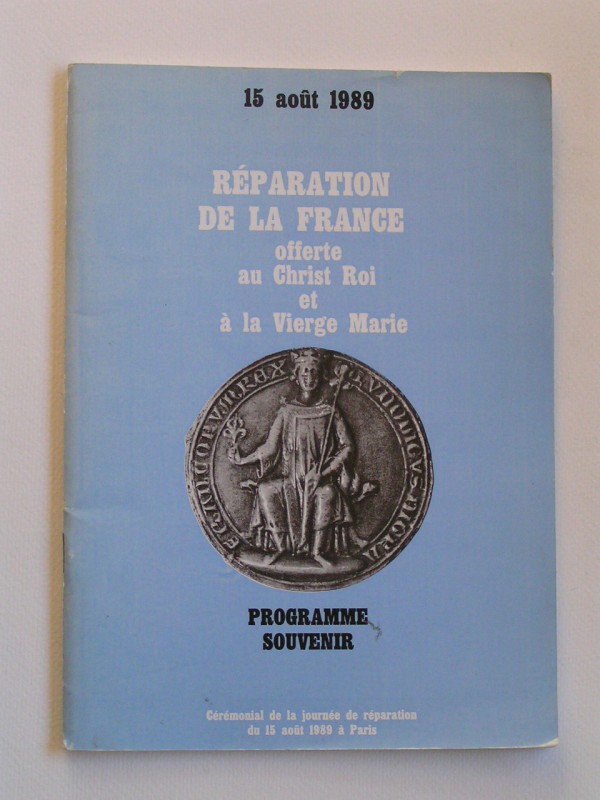 15 août 1989
RÉPARATION
DE LA FRANCE
offerte
au Christ Roi
et
à la Vierge Marie
PROGRAMME
SOUVENIR
Cérémonial de la journée de réparation
du 15 août 1989 à Paris